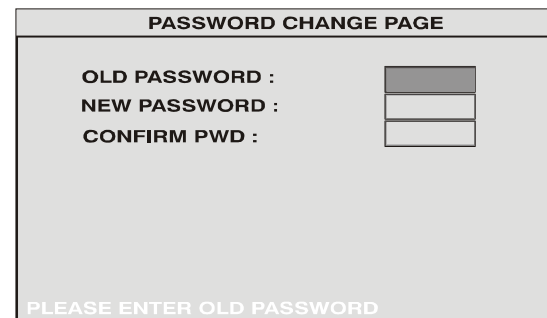 PASSWORD CHANGE PAGE
OLD PASSWORD :
NEW PASSWORD :
CONFIRM PWD :
PLEASE ENTER OLD PASSWORD